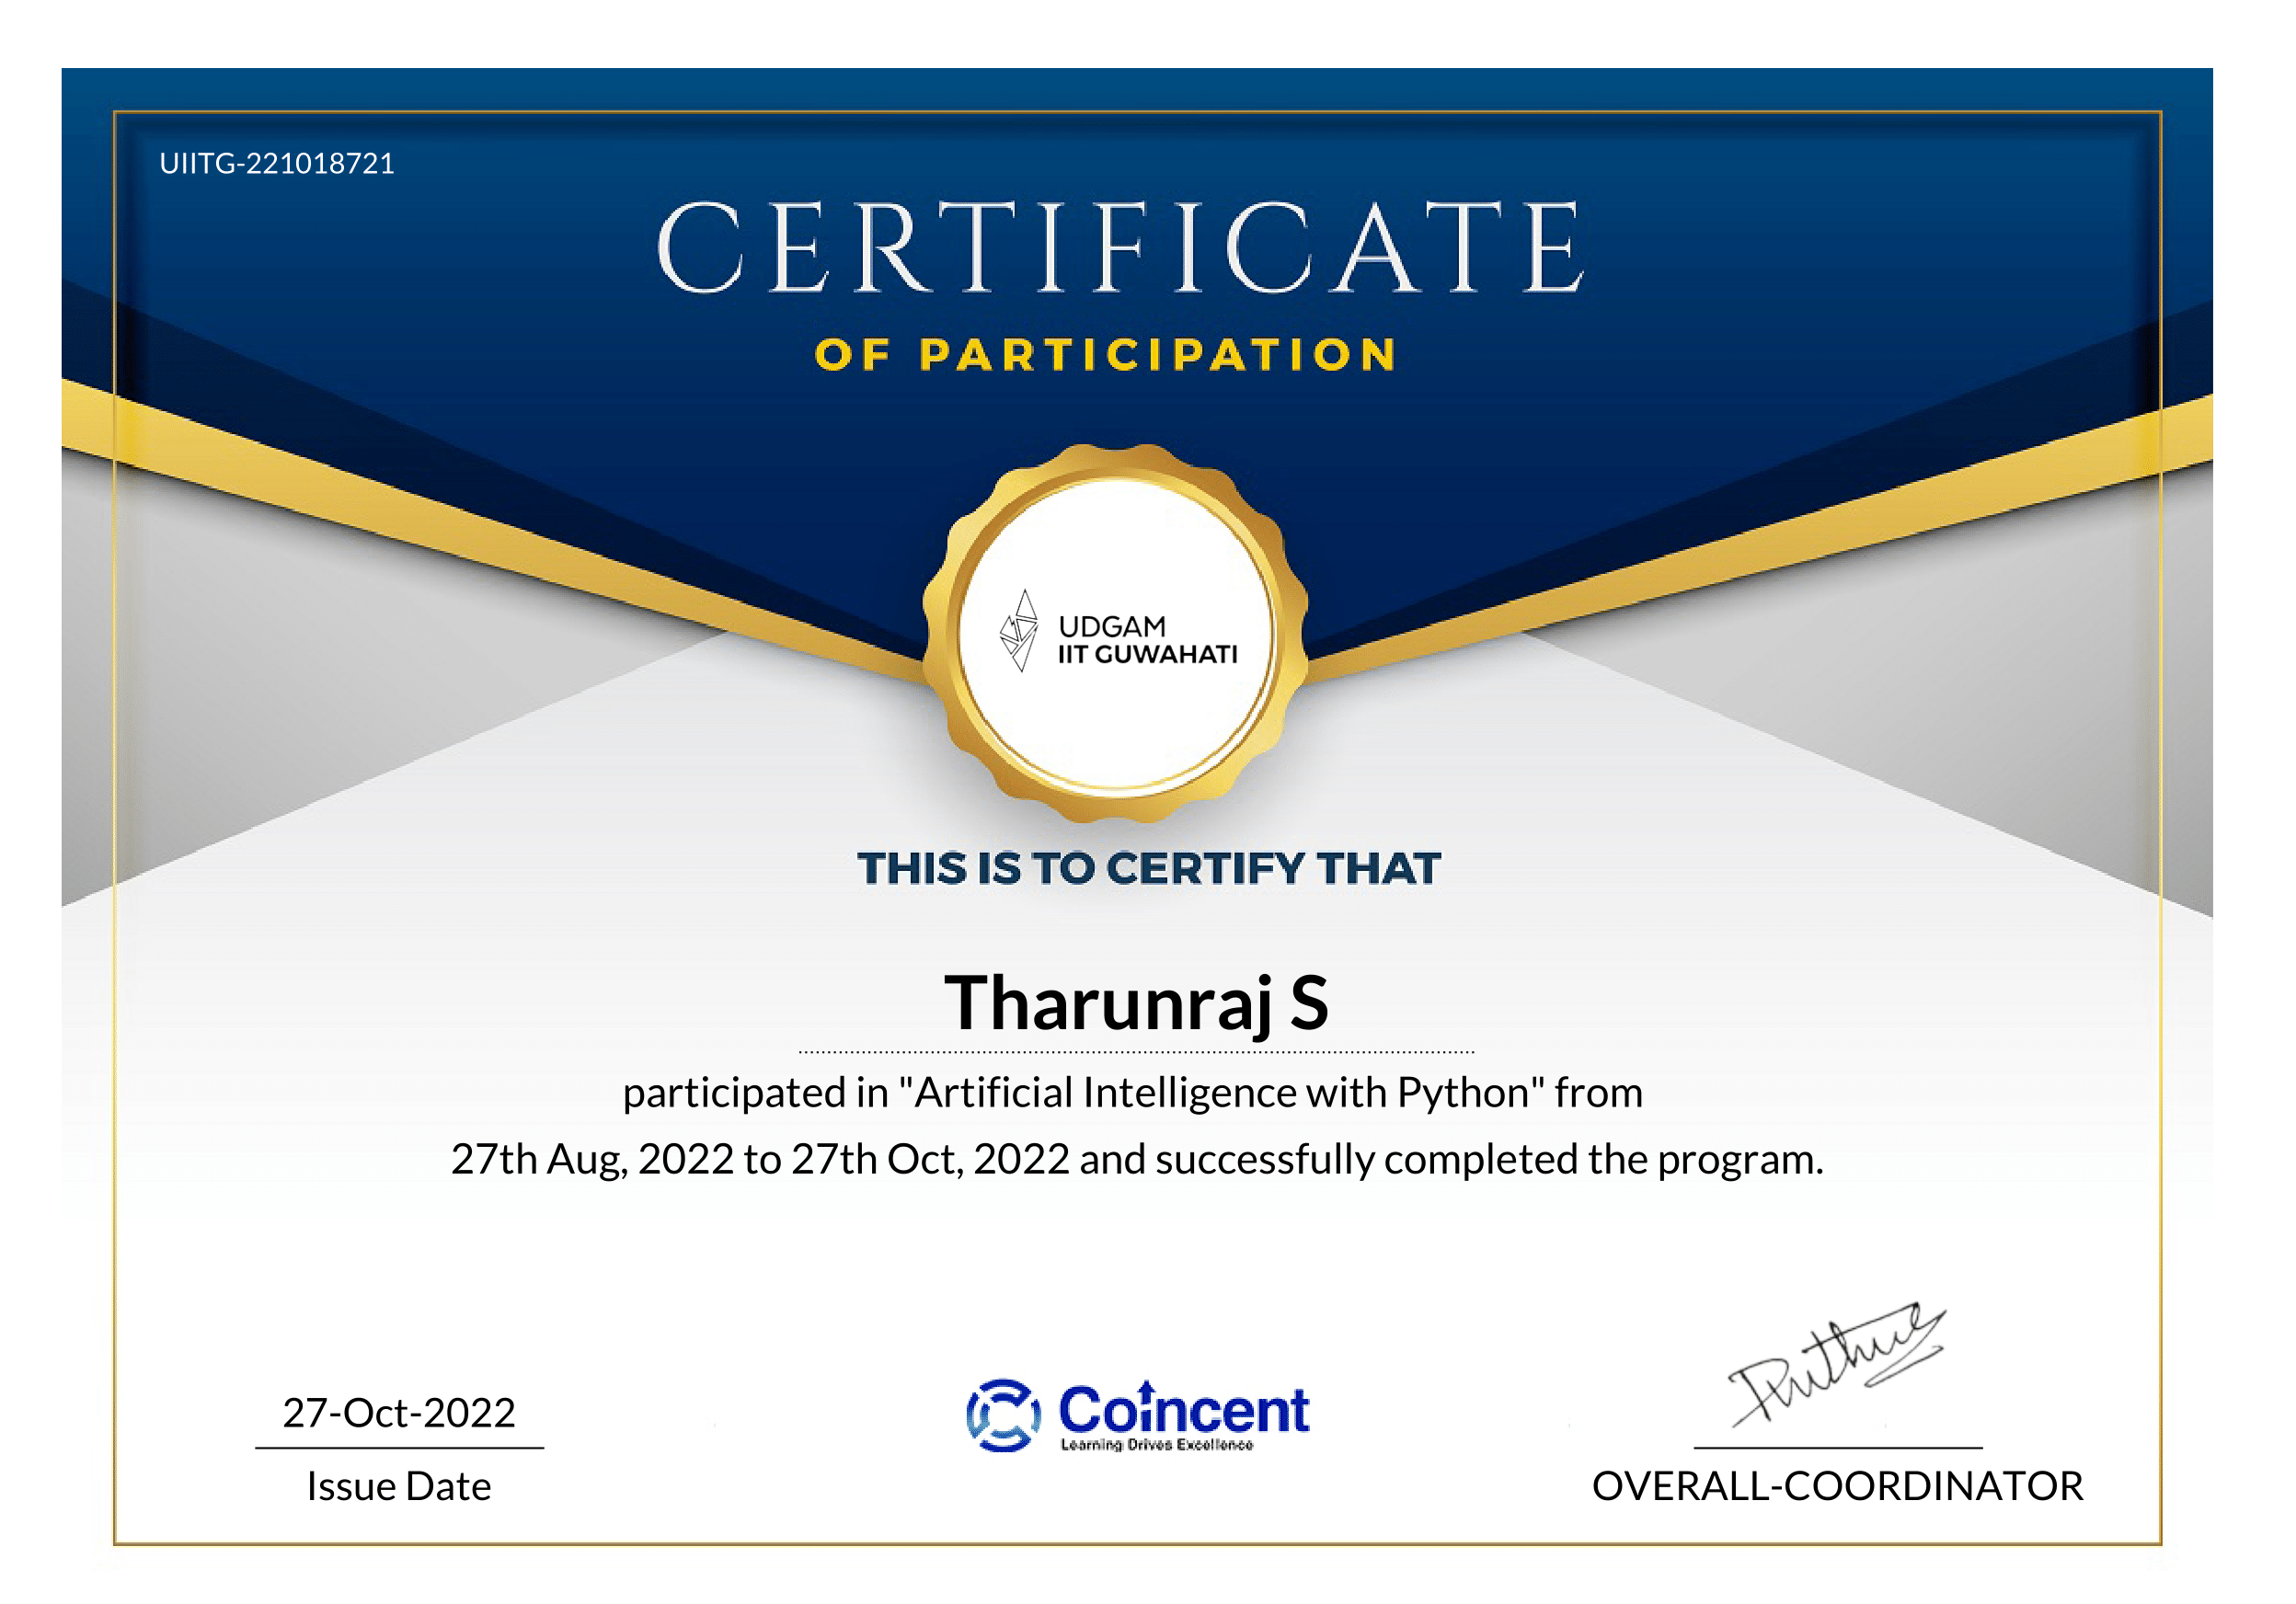 UIITG-221018721
CERTIFICATE
OF PARTICIPATION
UDGAM
IIT GUWAHATI
THIS IS TO CERTIFY THAT
Tharunraj S
participated in "Artificial Intelligence with Python" from
27th Aug, 2022 to 27th Oct, 2022 and successfully completed the program.
27-Oct-2022
Issue Date
Coincent
Learning Drives Excellence
OVERALL-COORDINATOR